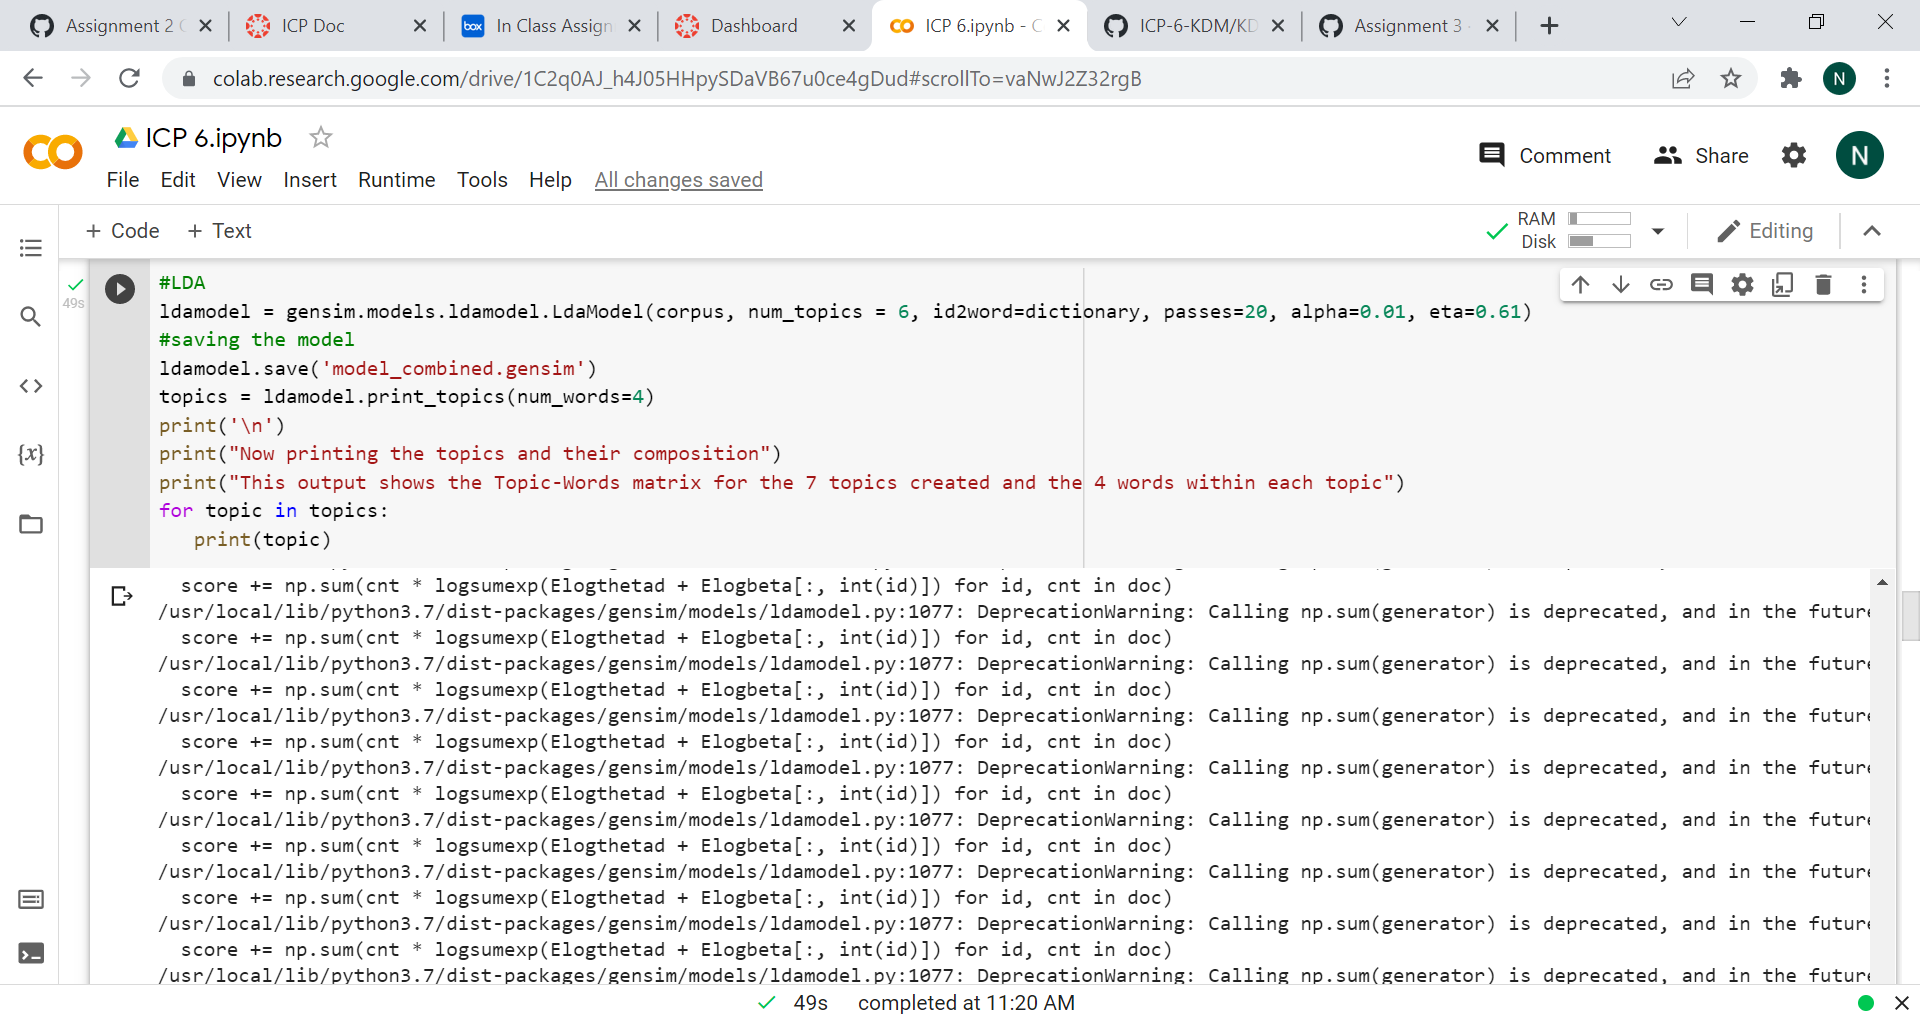 Assignment 2
ICP Doc
In Class Assign
Dashboard
ICP 6.ipynb - C
ICP-6-KDM/KD
Assignment 3
colab.research.google.com/drive/1C2q0AJ_h4J05HHpySDaVB67u0ce4gDud#scrollTo=vaNwJ2Z32rgB
N
ICP 6.ipynb
File Edit View Insert Runtime Tools Help All changes saved
Comment
Share
N
+ Code + Text
RAM
Disk
Editing
49s
#LDA
ldamodel = gensim.models.ldamodel.LdaModel(corpus, num_topics = 6, id2word=dictionary, passes=20, alpha=0.01, eta=0.61)
#saving the model
ldamodel.save('model_combined.gensim')
topics = ldamodel.print_topics(num_words=4)
print('\n')
print("Now printing the topics and their composition")
print("This output shows the Topic-Words matrix for the 7 topics created and the 4 words within each topic")
for topic in topics:
print(topic)
score += np.sum(cnt * logsumexp(Elogthetad + Elogbeta[:, int(id)]) for id, cnt in doc)
/usr/local/lib/python3.7/dist-packages/gensim/models/ldamodel.py:1077: DeprecationWarning: Calling np.sum(generator) is deprecated, and in the future
score += np.sum(cnt * logsumexp(Elogthetad + Elogbeta[:, int(id)]) for id, cnt in doc)
/usr/local/lib/python3.7/dist-packages/gensim/models/ldamodel.py:1077: DeprecationWarning: Calling np.sum(generator) is deprecated, and in the future
score += np.sum(cnt * logsumexp(Elogthetad + Elogbeta[:, int(id)]) for id, cnt in doc)
/usr/local/lib/python3.7/dist-packages/gensim/models/ldamodel.py:1077: DeprecationWarning: Calling np.sum(generator) is deprecated, and in the future
score += np.sum(cnt * logsumexp(Elogthetad + Elogbeta[:, int(id)]) for id, cnt in doc)
/usr/local/lib/python3.7/dist-packages/gensim/models/ldamodel.py:1077: DeprecationWarning: Calling np.sum(generator) is deprecated, and in the future
score += np.sum(cnt * logsumexp(Elogthetad + Elogbeta[:, int(id)]) for id, cnt in doc)
/usr/local/lib/python3.7/dist-packages/gensim/models/ldamodel.py:1077: DeprecationWarning: Calling np.sum(generator) is deprecated, and in the future
score += np.sum(cnt * logsumexp(Elogthetad + Elogbeta[:, int(id)]) for id, cnt in doc)
/usr/local/lib/python3.7/dist-packages/gensim/models/ldamodel.py:1077: DeprecationWarning: Calling np.sum(generator) is deprecated, and in the future
score += np.sum(cnt * logsumexp(Elogthetad + Elogbeta[:, int(id)]) for id, cnt in doc)
/usr/local/lib/python3.7/dist-packages/gensim/models/ldamodel.py:1077: DeprecationWarning: Calling np.sum(generator) is deprecated, and in the future
score += np.sum(cnt * logsumexp(Elogthetad + Elogbeta[:, int(id)]) for id, cnt in doc)
/usr/local/lib/python3.7/dist-packages/gensim/models/ldamodel.py:1077: DeprecationWarning: Calling np.sum(generator) is deprecated, and in the future
49s completed at 11:20 AM